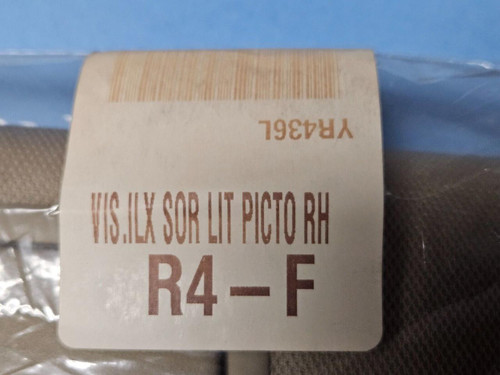 YR436L
VIS.ILX SOR LIT PICTO RH
R4-F